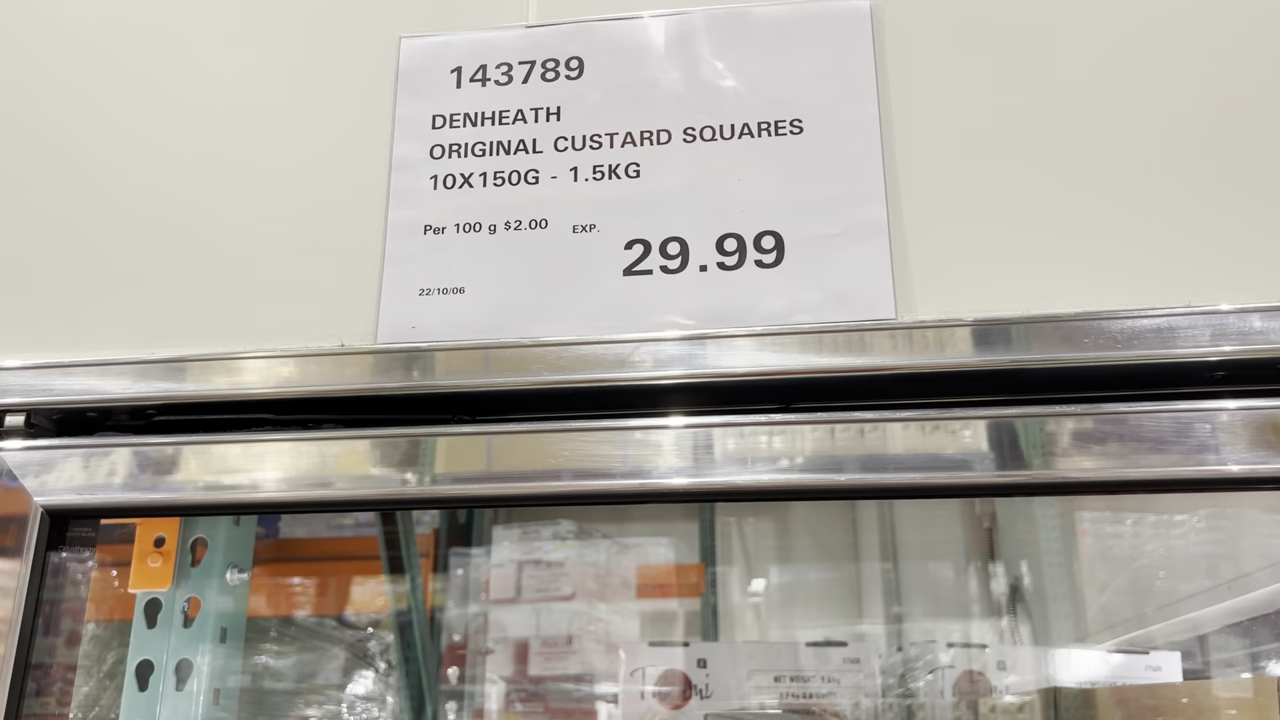 143789
DENHEATH
ORIGINAL CUSTARD SQUARES
10X150G - 1.5KG
Per 100 g $2.00 EXP.
29.99
22/10/06
NET WEIGHT